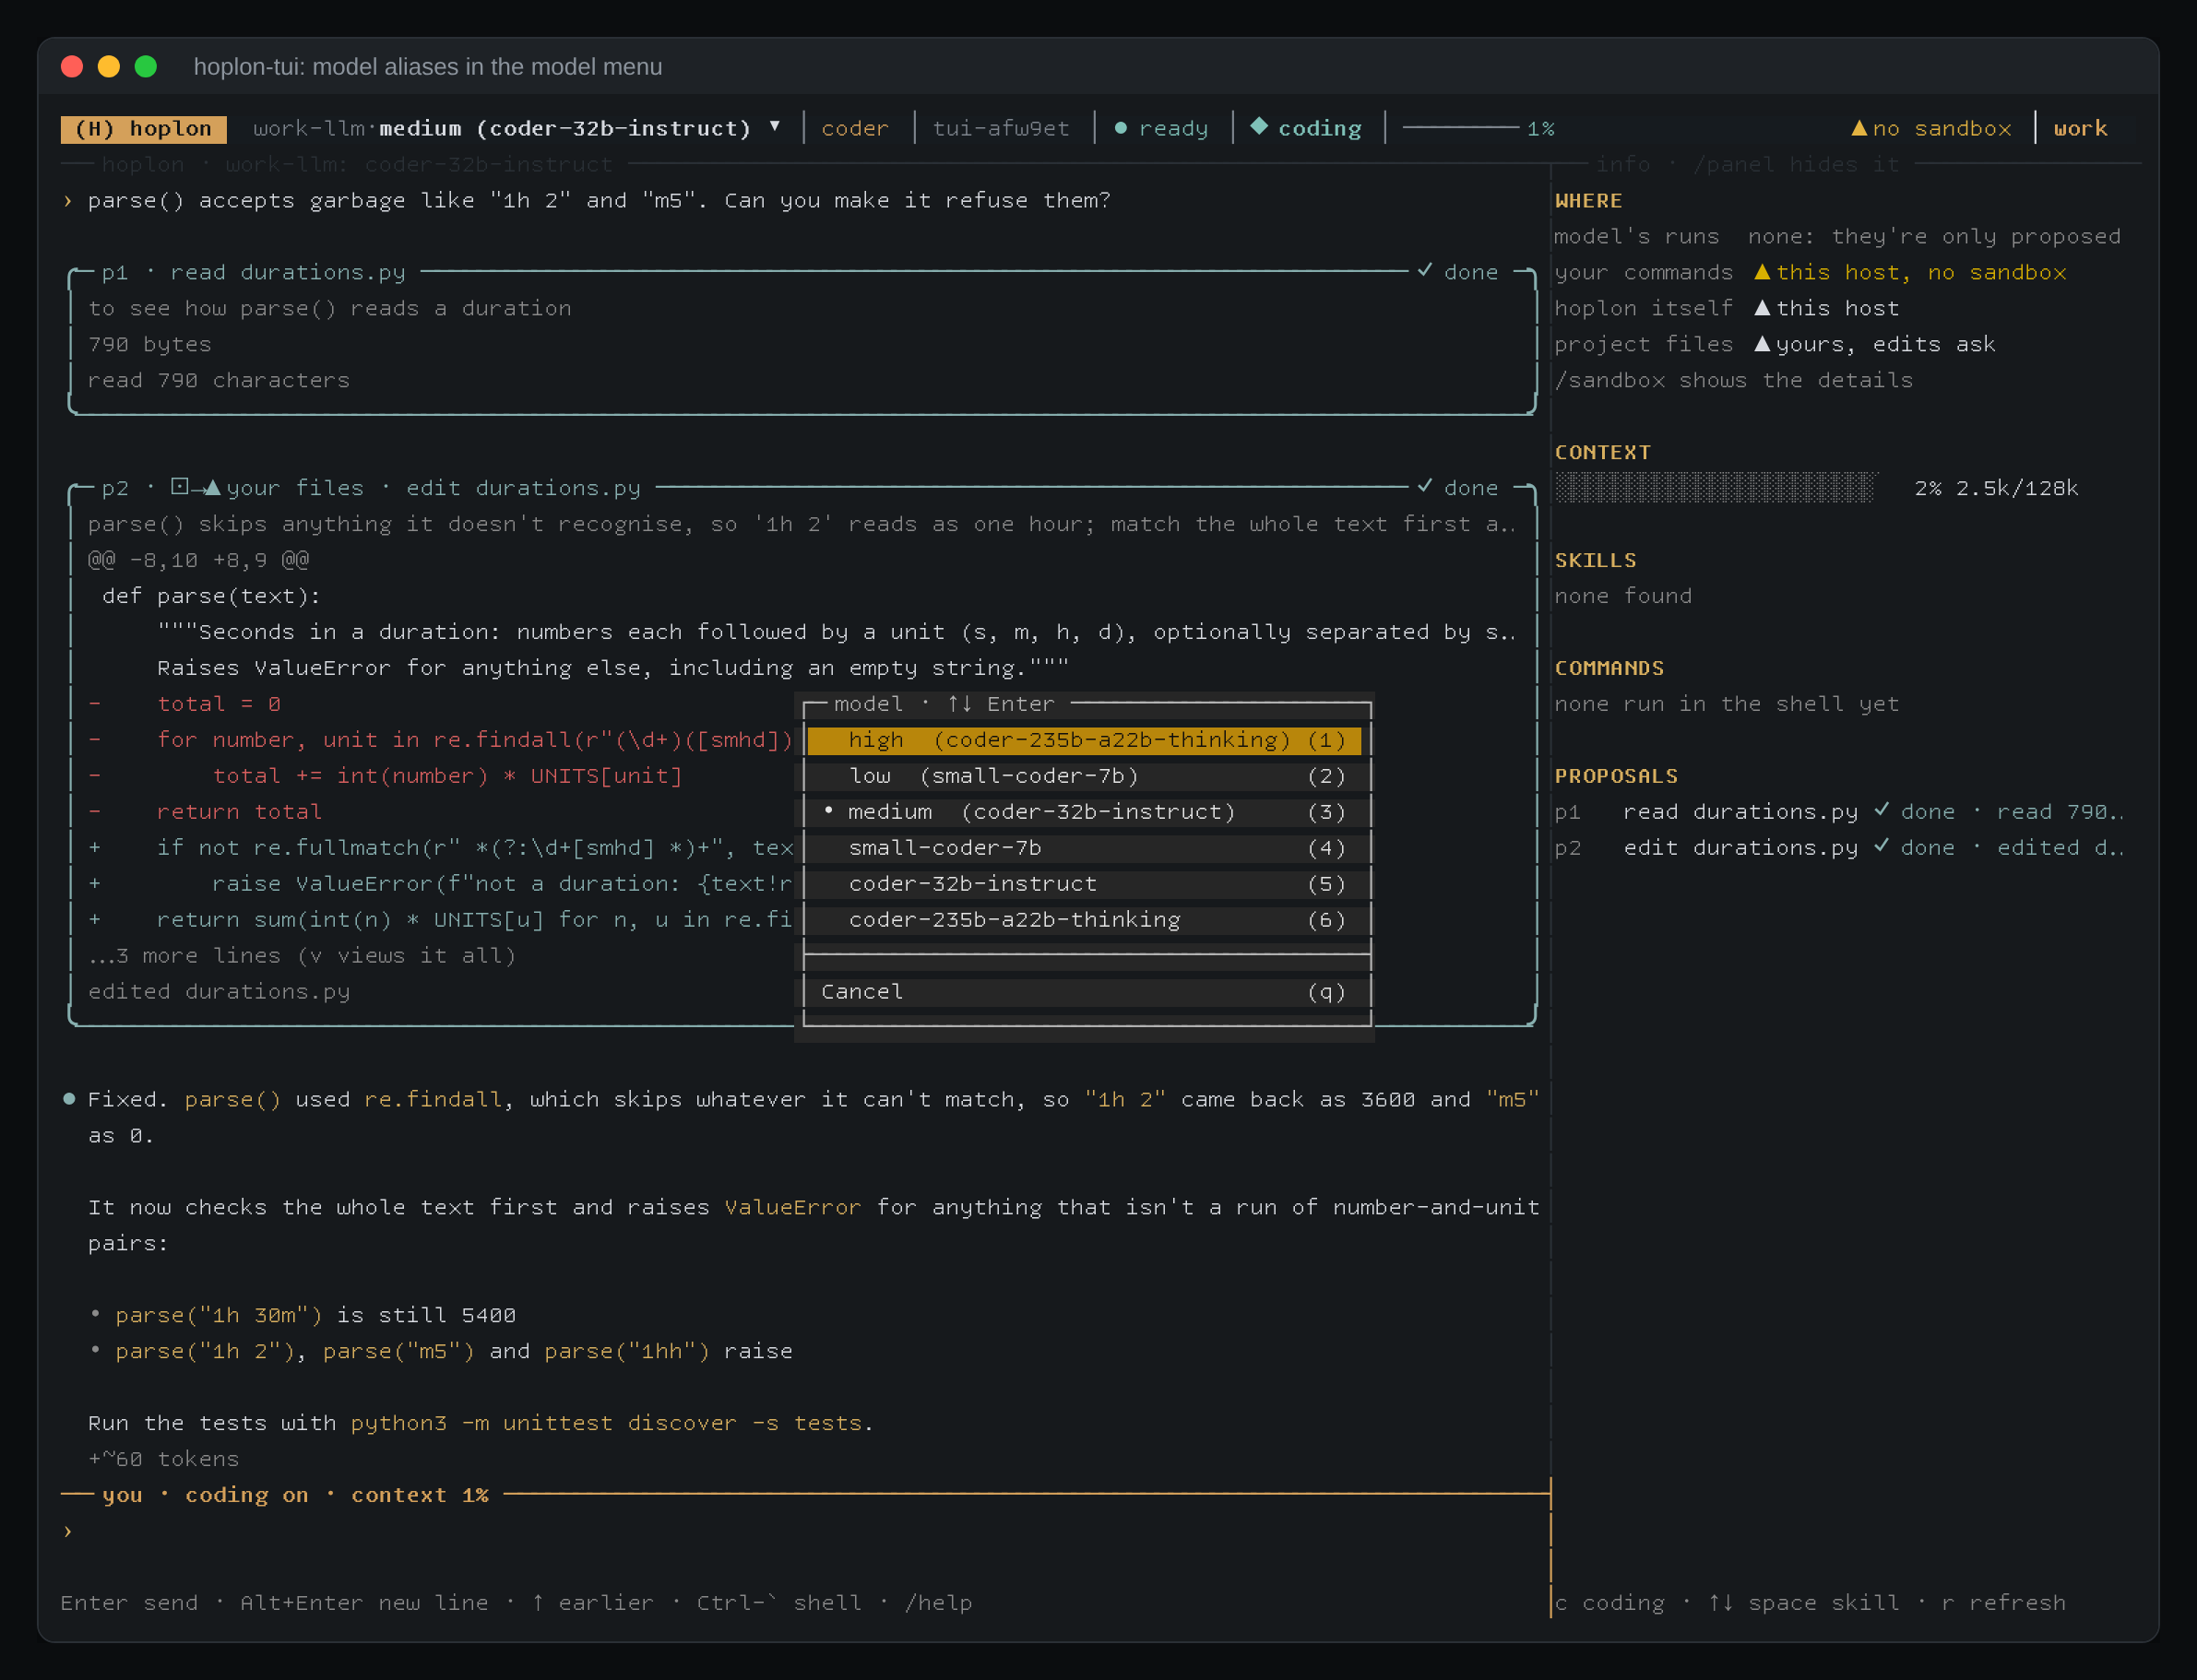 hoplon-tui: model aliases in the model menu
(H) hoplon work-llm·medium (coder-32b-instruct) ▼ │ coder │ tui-afw9et │ ● ready │ ◆ coding │ ──────── 1% ▲no sandbox │ work
── hoplon · work-llm: coder-32b-instruct ──
› parse() accepts garbage like "1h 2" and "m5". Can you make it refuse them?
p1 · read durations.py ✓ done
to see how parse() reads a duration
790 bytes
read 790 characters
p2 · ⊡→▲your files · edit durations.py ✓ done
parse() skips anything it doesn't recognise, so '1h 2' reads as one hour; match the whole text first a..
@@ -8,10 +8,9 @@
def parse(text):
"""Seconds in a duration: numbers each followed by a unit (s, m, h, d), optionally separated by s..
Raises ValueError for anything else, including an empty string."""
- total = 0
- for number, unit in re.findall(r"(\d+)([smhd])
- total += int(number) * UNITS[unit]
- return total
+ if not re.fullmatch(r" *(?:\d+[smhd] *)+", tex
+ raise ValueError(f"not a duration: {text!r
+ return sum(int(n) * UNITS[u] for n, u in re.fi
...3 more lines (v views it all)
edited durations.py
model · ↑↓ Enter
high (coder-235b-a22b-thinking) (1)
low (small-coder-7b) (2)
• medium (coder-32b-instruct) (3)
small-coder-7b (4)
coder-32b-instruct (5)
coder-235b-a22b-thinking (6)
Cancel (q)
● Fixed. parse() used re.findall, which skips whatever it can't match, so "1h 2" came back as 3600 and "m5"
as 0.
It now checks the whole text first and raises ValueError for anything that isn't a run of number-and-unit
pairs:
• parse("1h 30m") is still 5400
• parse("1h 2"), parse("m5") and parse("1hh") raise
Run the tests with python3 -m unittest discover -s tests.
+~60 tokens
── you · coding on · context 1% ──
›
Enter send · Alt+Enter new line · ↑ earlier · Ctrl-` shell · /help
── info · /panel hides it ──
WHERE
model's runs none: they're only proposed
your commands ▲this host, no sandbox
hoplon itself ▲this host
project files ▲yours, edits ask
/sandbox shows the details
CONTEXT
2% 2.5k/128k
SKILLS
none found
COMMANDS
none run in the shell yet
PROPOSALS
p1 read durations.py ✓ done · read 790..
p2 edit durations.py ✓ done · edited d..
c coding · ↑↓ space skill · r refresh